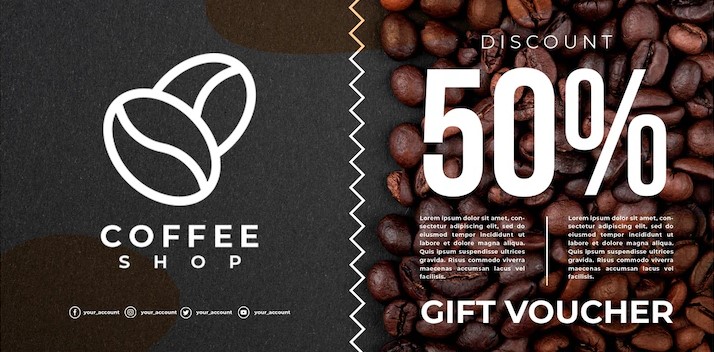 COFFEE
SHOP
your_account your_account your_account your_account
DISCOUNT
50%
Lorem ipsum dolor sit amet, con-
sectetur adipiscing elit, sed do
eiusmod tempor incididunt ut
labore et dolore magna aliqua.
Quis ipsum suspendisse ultrices
gravida. Risus commodo viverra
maecenas accumsan lacus vel
facilisis.
Lorem ipsum dolor sit amet, con-
sectetur adipiscing elit, sed do
eiusmod tempor incididunt ut
labore et dolore magna aliqua.
Quis ipsum suspendisse ultrices
gravida. Risus commodo viverra
maecenas accumsan lacus vel
facilisis.
GIFT VOUCHER